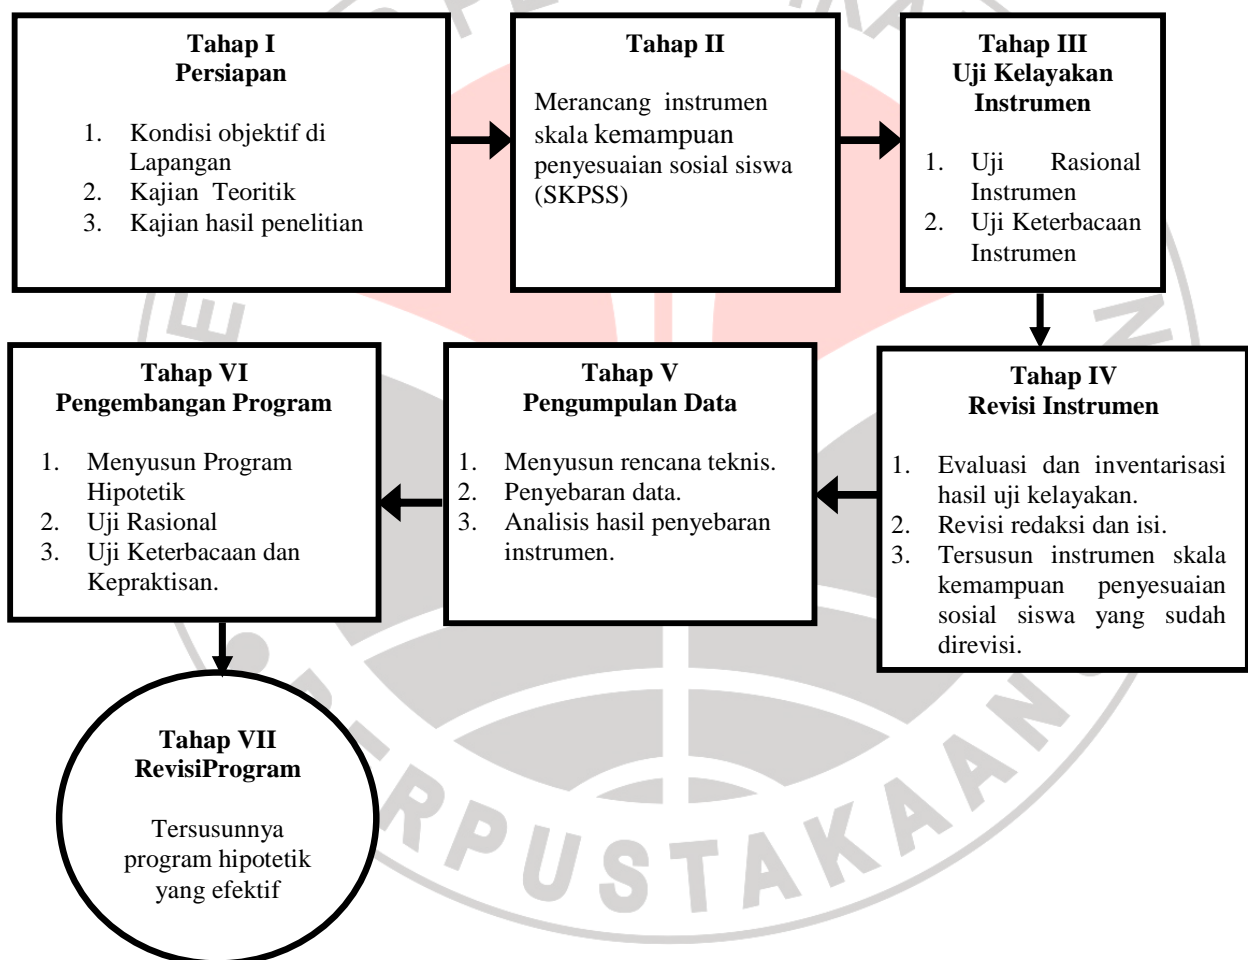 Tahap I
Persiapan
1. Kondisi objektif di
Lapangan
2. Kajian Teoritik
3. Kajian hasil penelitian
Tahap II
Merancang instrumen
skala kemampuan
penyesuaian sosial siswa
(SKPSS)
Tahap III
Uji Kelayakan
Instrumen
1. Uji Rasional
Instrumen
2. Uji Keterbacaan
Instrumen
Tahap IV
Revisi Instrumen
1. Evaluasi dan inventarisasi
hasil uji kelayakan.
2. Revisi redaksi dan isi.
3. Tersusun instrumen skala
kemampuan penyesuaian
sosial siswa yang sudah
direvisi.
Tahap V
Pengumpulan Data
1. Menyusun rencana teknis.
2. Penyebaran data.
3. Analisis hasil penyebaran
instrumen.
Tahap VI
Pengembangan Program
1. Menyusun Program
Hipotetik
2. Uji Rasional
3. Uji Keterbacaan dan
Kepraktisan.
Tahap VII
RevisiProgram
Tersusunnya
program hipotetik
yang efektif